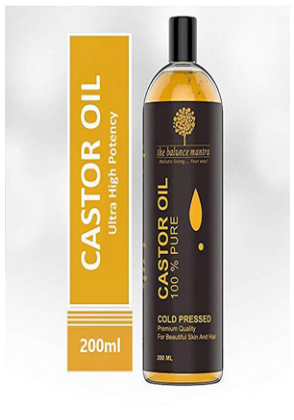 CASTOR OIL
Ultra High Potency
200ml
the balance mantra
Holistic living... Your way!
CASTOR OIL
100 % PURE
COLD PRESSED
Premium Quality
For Beautiful Skin And Hair
200 ML